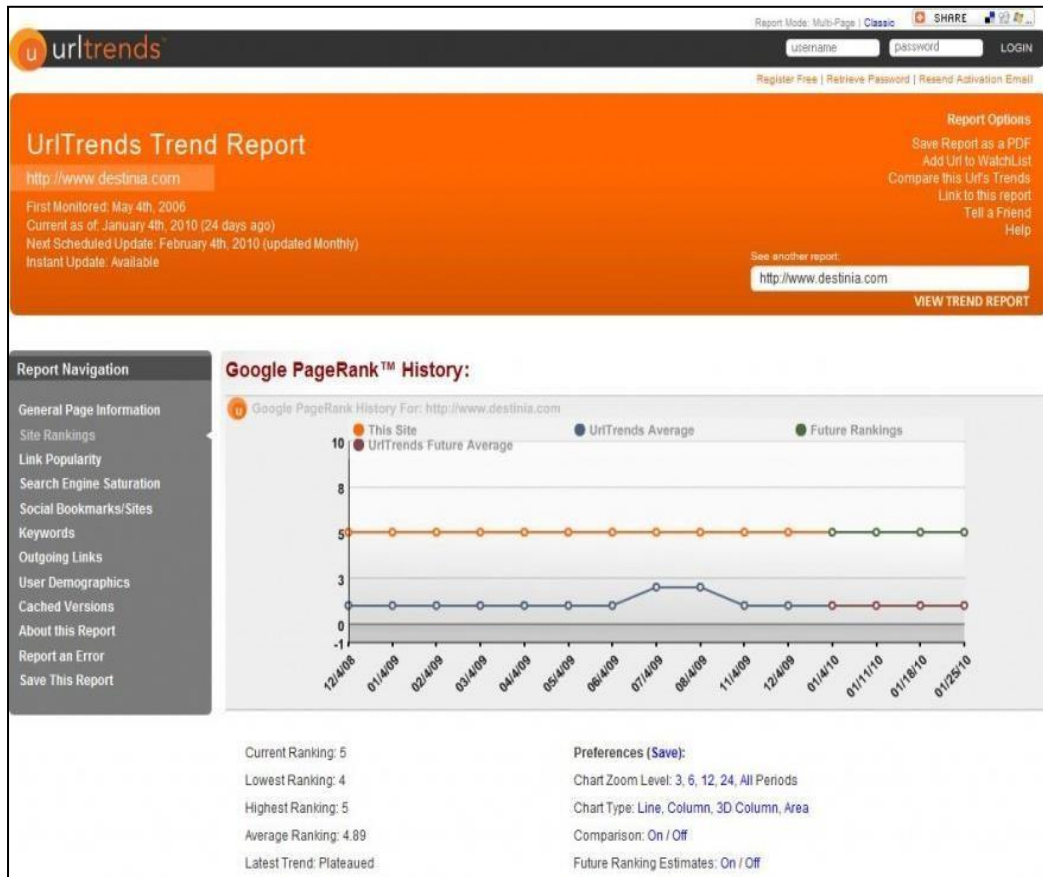 Report Mode: Multi-Page | Classic
SHARE
urltrends
username
password
LOGIN
Register Free | Retrieve Password | Resend Activation Email
UrlTrends Trend Report
http://www.destinia.com
First Monitored: May 4th, 2006
Current as of: January 4th, 2010 (24 days ago)
Next Scheduled Update: February 4th, 2010 (updated Monthly)
Instant Update: Available
Report Options
Save Report as a PDF
Add Url to WatchList
Compare this Url's Trends
Link to this report
Tell a Friend
Help
See another report:
http://www.destinia.com
VIEW TREND REPORT
Report Navigation
General Page Information
Site Rankings
Link Popularity
Search Engine Saturation
Social Bookmarks/Sites
Keywords
Outgoing Links
User Demographics
Cached Versions
About this Report
Report an Error
Save This Report
Google PageRank™ History:
Google PageRank History For: http://www.destinia.com
This Site
UrlTrends Average
Future Rankings
UrlTrends Future Average
10
8
5
3
0
-1
12/4/08
01/4/09
02/4/09
03/4/09
04/4/09
05/4/09
06/4/09
07/4/09
08/4/09
11/4/09
12/4/09
01/4/10
01/11/10
01/18/10
01/25/10
Current Ranking: 5
Lowest Ranking: 4
Highest Ranking: 5
Average Ranking: 4.89
Latest Trend: Plateaued
Preferences (Save):
Chart Zoom Level: 3, 6, 12, 24, All Periods
Chart Type: Line, Column, 3D Column, Area
Comparison: On / Off
Future Ranking Estimates: On / Off